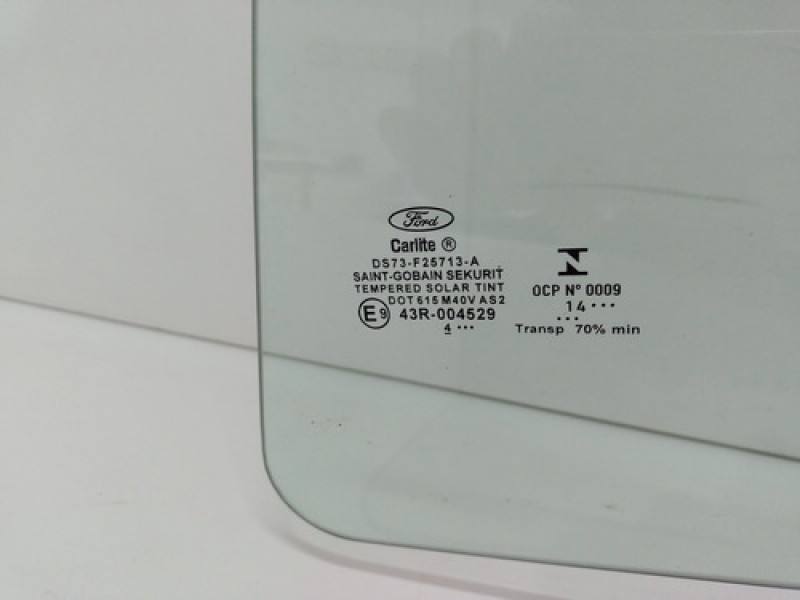 Ford
Carlite ®
DS73-F25713-A
SAINT-GOBAIN SEKURIT
TEMPERED SOLAR TINT
DOT 615 M40V AS2
E9 43R-004529
4 •••
OCP Nº 0009
14 •••
•••
Transp 70% min